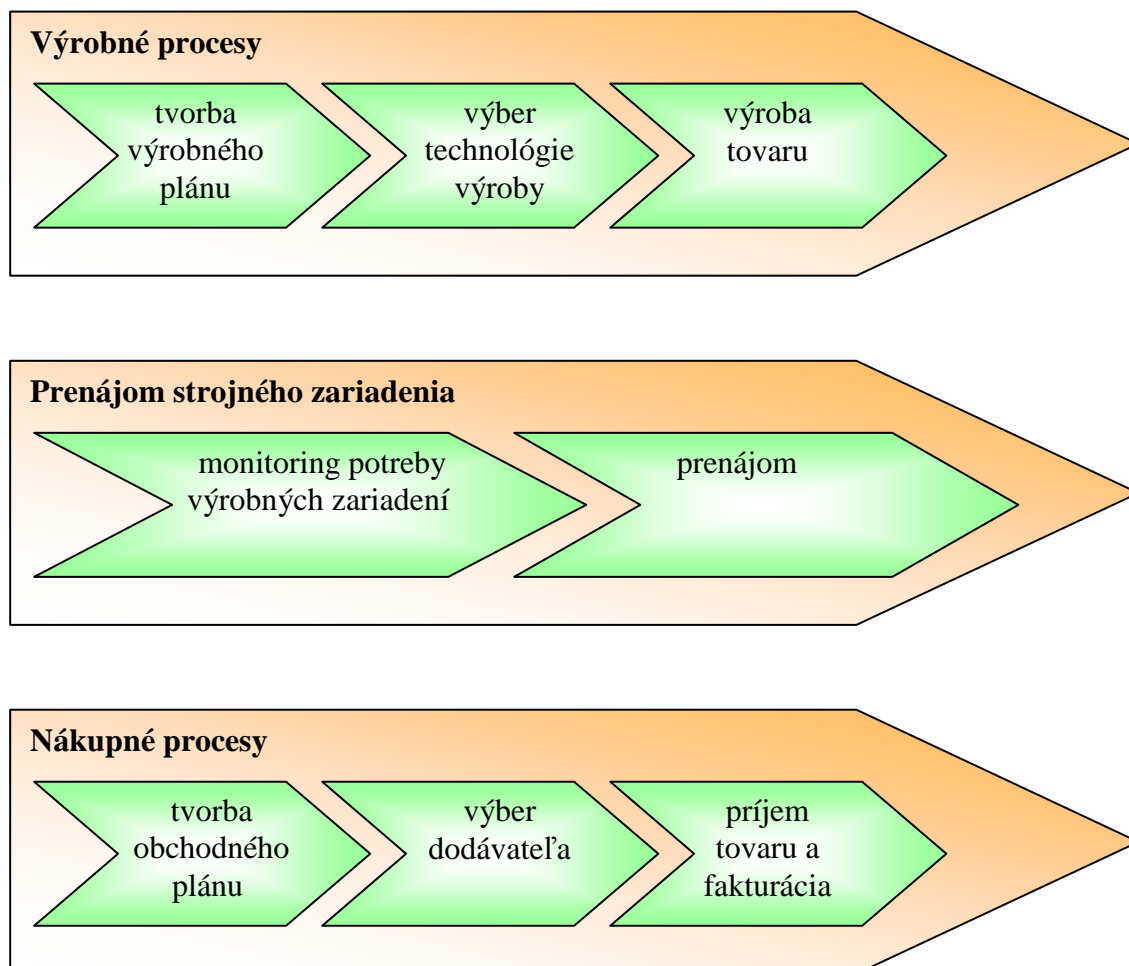 Výrobné procesy
tvorba
výrobného
plánu
výber
technológie
výroby
výroba
tovaru
Prenájom strojného zariadenia
monitoring potreby
výrobných zariadení
prenájom
Nákupné procesy
tvorba
obchodného
plánu
výber
dodávateľa
príjem
tovaru a
fakturácia